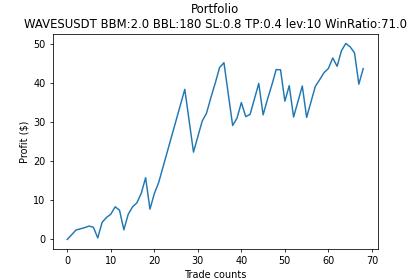 Portfolio
WAVESUSDT BBM:2.0 BBL:180 SL:0.8 TP:0.4 lev:10 WinRatio:71.0
Profit ($)
50
40
30
20
10
0
0 10 20 30 40 50 60 70
Trade counts